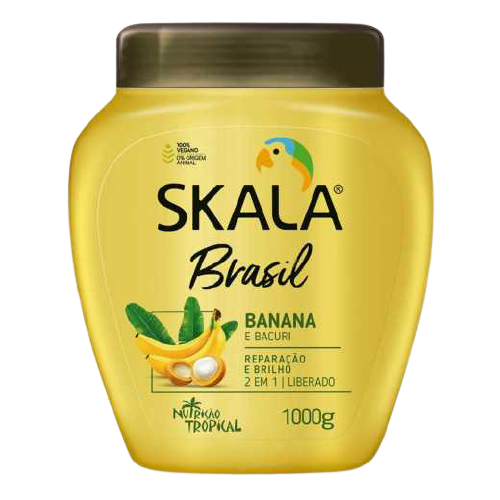 100%
VEGANO
0% ORIGEM
ANIMAL
SKALA®
Brasil
BANANA
E BACURI
REPARAÇÃO
E BRILHO
2 EM 1 | LIBERADO
NUTRIÇÃO
TROPICAL
1000g